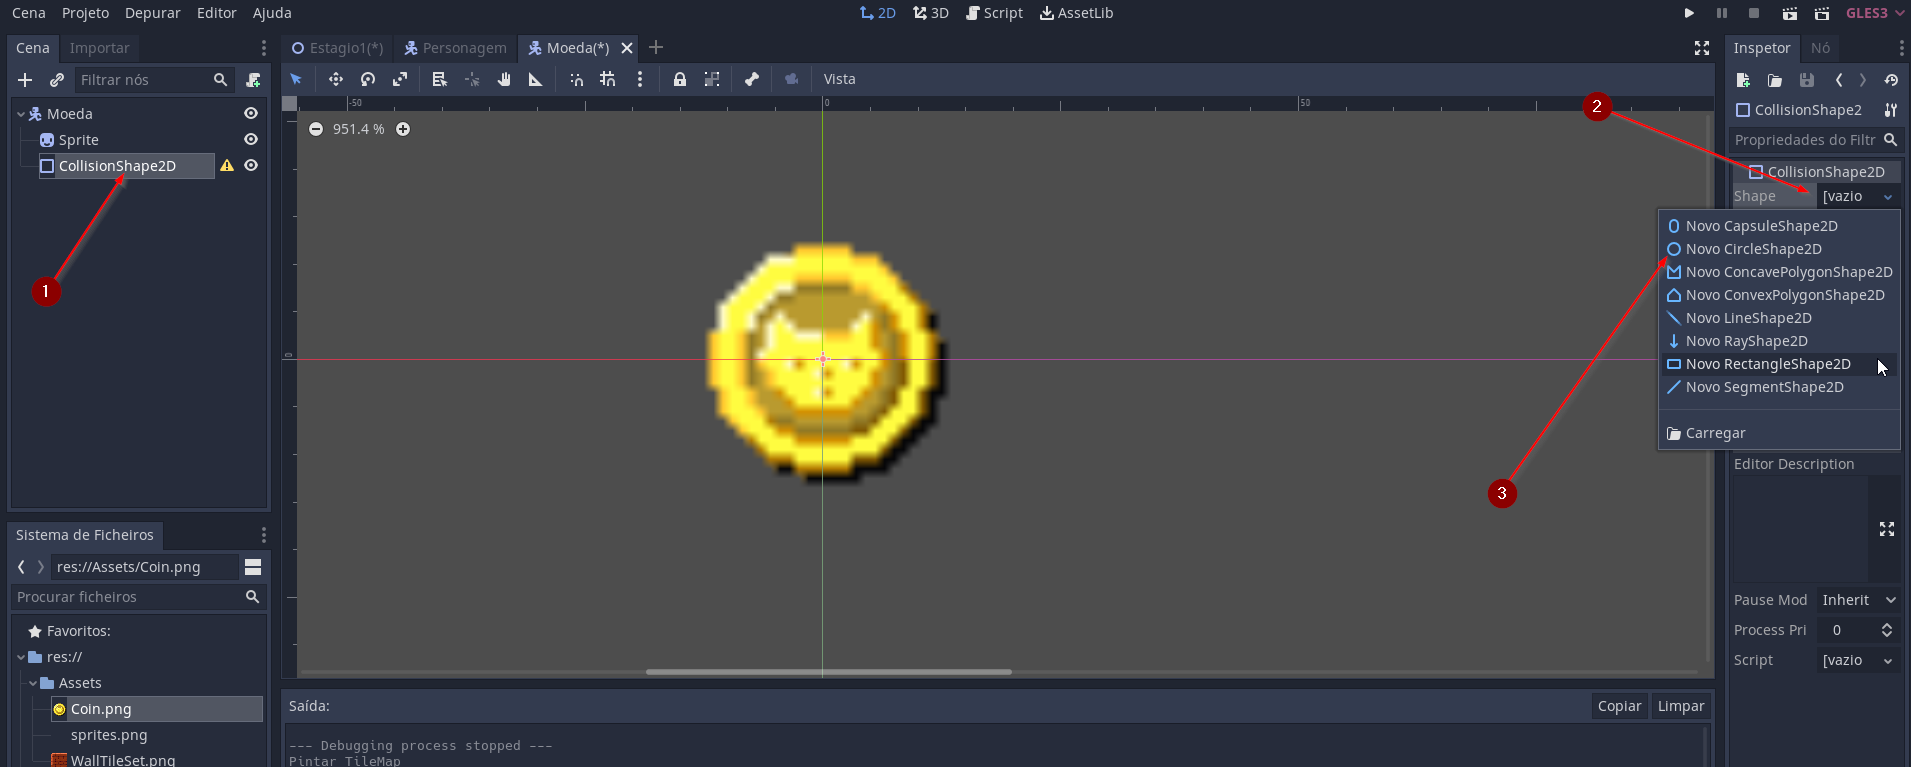 Cena Projeto Depurar Editor Ajuda 2D 3D Script AssetLib GLES3
Cena Importar
Filtrar nós
Moeda
Sprite
CollisionShape2D
1
Sistema de Ficheiros
res://Assets/Coin.png
Procurar ficheiros
Favoritos:
res://
Assets
Coin.png
sprites.png
WallTileSet.png
Estagio1(*) Personagem Moeda(*)
Vista
-50 0 50
951.4 %
0
3
Saída: Copiar Limpar
--- Debugging process stopped ---
Pintar TileMap
Inspetor Nó
2
CollisionShape2
Propriedades do Filtr
CollisionShape2D
Shape [vazio
Novo CapsuleShape2D
Novo CircleShape2D
Novo ConcavePolygonShape2D
Novo ConvexPolygonShape2D
Novo LineShape2D
Novo RayShape2D
Novo RectangleShape2D
Novo SegmentShape2D
Carregar
Editor Description
Pause Mod Inherit
Process Pri 0
Script [vazio